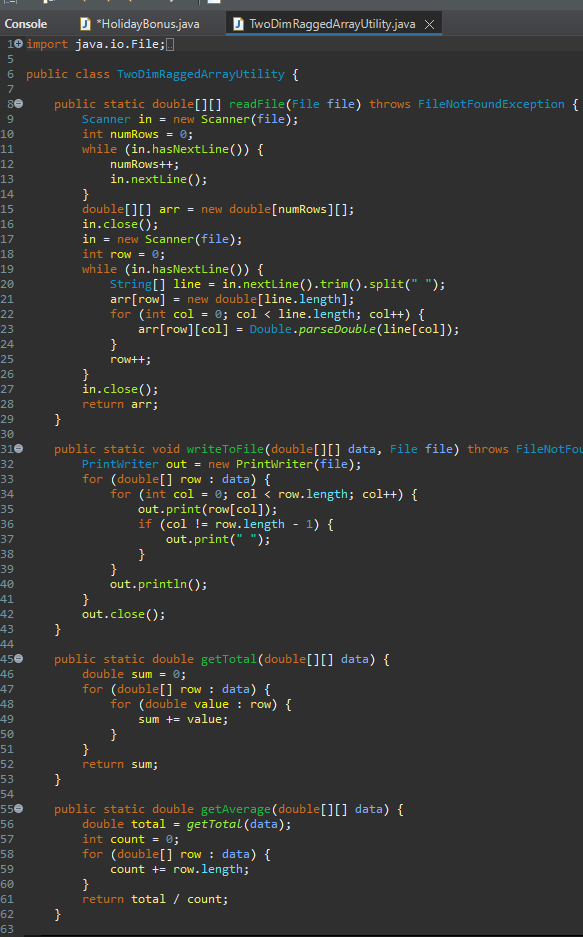 Console *HolidayBonus.java TwoDimRaggedArrayUtility.java
1 import java.io.File;
5
6 public class TwoDimRaggedArrayUtility {
7
8 public static double[][] readFile(File file) throws FileNotFoundException {
9 Scanner in = new Scanner(file);
10 int numRows = 0;
11 while (in.hasNextLine()) {
12 numRows++;
13 in.nextLine();
14 }
15 double[][] arr = new double[numRows][];
16 in.close();
17 in = new Scanner(file);
18 int row = 0;
19 while (in.hasNextLine()) {
20 String[] line = in.nextLine().trim().split(" ");
21 arr[row] = new double[line.length];
22 for (int col = 0; col < line.length; col++) {
23 arr[row][col] = Double.parseDouble(line[col]);
24 }
25 row++;
26 }
27 in.close();
28 return arr;
29 }
30
31 public static void writeToFile(double[][] data, File file) throws FileNotFou
32 PrintWriter out = new PrintWriter(file);
33 for (double[] row : data) {
34 for (int col = 0; col < row.length; col++) {
35 out.print(row[col]);
36 if (col != row.length - 1) {
37 out.print(" ");
38 }
39 }
40 out.println();
41 }
42 out.close();
43 }
44
45 public static double getTotal(double[][] data) {
46 double sum = 0;
47 for (double[] row : data) {
48 for (double value : row) {
49 sum += value;
50 }
51 }
52 return sum;
53 }
54
55 public static double getAverage(double[][] data) {
56 double total = getTotal(data);
57 int count = 0;
58 for (double[] row : data) {
59 count += row.length;
60 }
61 return total / count;
62 }
63